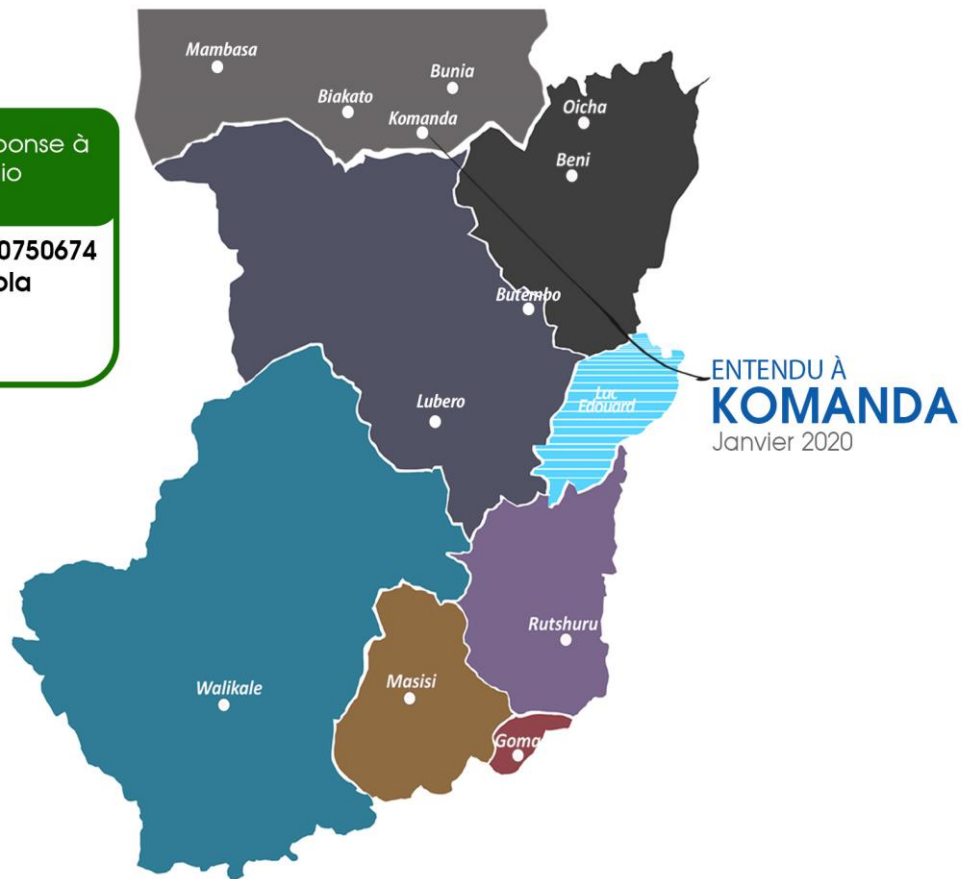 ponse à
io
0750674
ola
Mambasa
Bunia
Biakato
Komanda
Oicha
Beni
Butembo
Lac
Edouard
ENTENDU À
KOMANDA
Janvier 2020
Lubero
Rutshuru
Masisi
Walikale
Goma